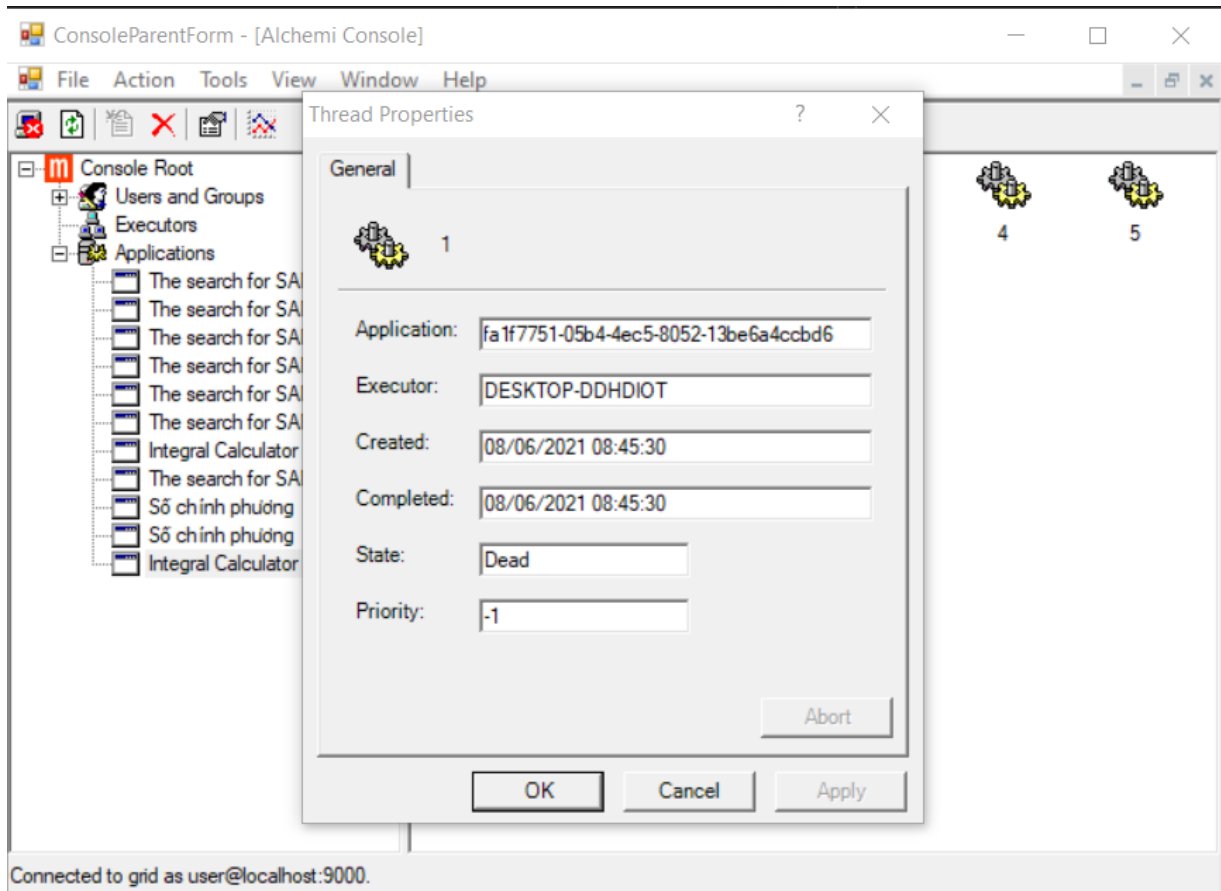 ConsoleParentForm - [Alchemi Console]
File Action Tools View Window Help
Console Root
Users and Groups
Executors
Applications
The search for SA
The search for SA
The search for SA
The search for SA
The search for SA
The search for SA
Integral Calculator
The search for SA
Số chính phương
Số chính phương
Integral Calculator
Thread Properties ?
General
1
Application: fa1f7751-05b4-4ec5-8052-13be6a4ccbd6
Executor: DESKTOP-DDHDIOT
Created: 08/06/2021 08:45:30
Completed: 08/06/2021 08:45:30
State: Dead
Priority: -1
Abort
OK Cancel Apply
4 5
Connected to grid as user@localhost:9000.